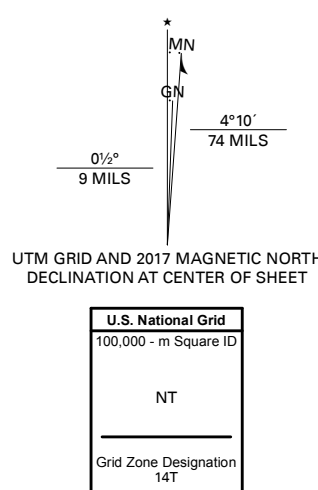 ★
MN
GN
4°10´
74 MILS
0½°
9 MILS
UTM GRID AND 2017 MAGNETIC NORTH
DECLINATION AT CENTER OF SHEET
U.S. National Grid
100,000 - m Square ID
NT
Grid Zone Designation
14T